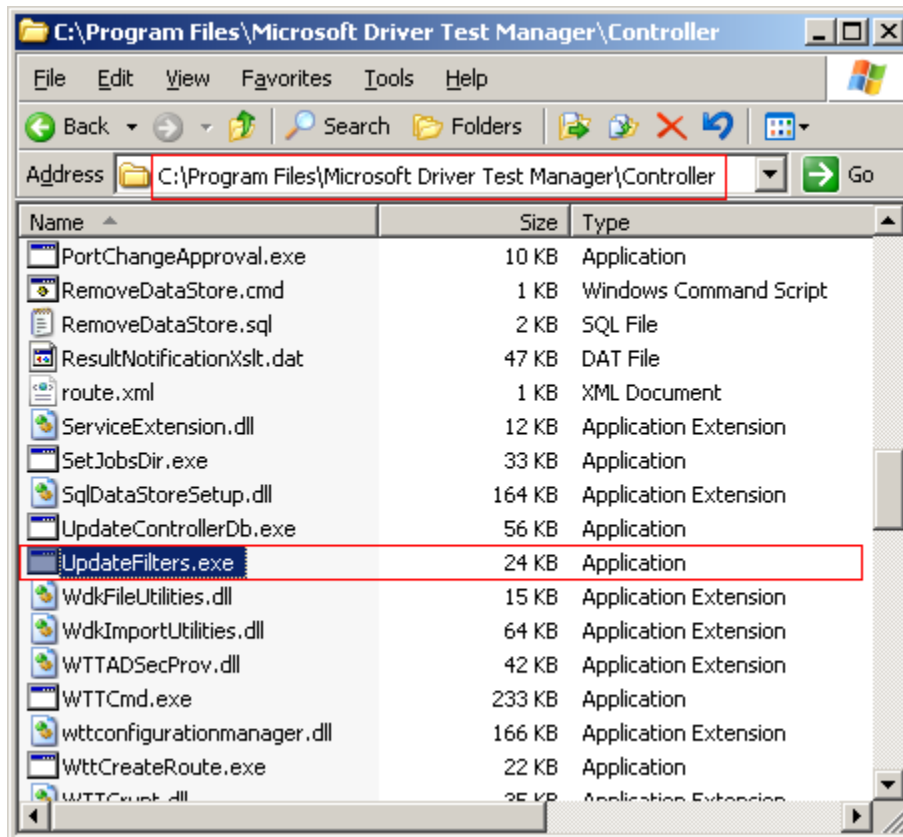 C:\Program Files\Microsoft Driver Test Manager\Controller
File Edit View Favorites Tools Help
Back Search Folders
Address C:\Program Files\Microsoft Driver Test Manager\Controller Go
Name Size Type
PortChangeApproval.exe 10 KB Application
RemoveDataStore.cmd 1 KB Windows Command Script
RemoveDataStore.sql 2 KB SQL File
ResultNotificationXslt.dat 47 KB DAT File
route.xml 1 KB XML Document
ServiceExtension.dll 12 KB Application Extension
SetJobsDir.exe 33 KB Application
SqlDataStoreSetup.dll 164 KB Application Extension
UpdateControllerDb.exe 56 KB Application
UpdateFilters.exe 24 KB Application
WdkFileUtilities.dll 15 KB Application Extension
WdkImportUtilities.dll 64 KB Application Extension
WTTADSecProv.dll 42 KB Application Extension
WTTCmd.exe 233 KB Application
wttconfigurationmanager.dll 166 KB Application Extension
WttCreateRoute.exe 22 KB Application
WTTCrypt.dll 35 KB Application Extension